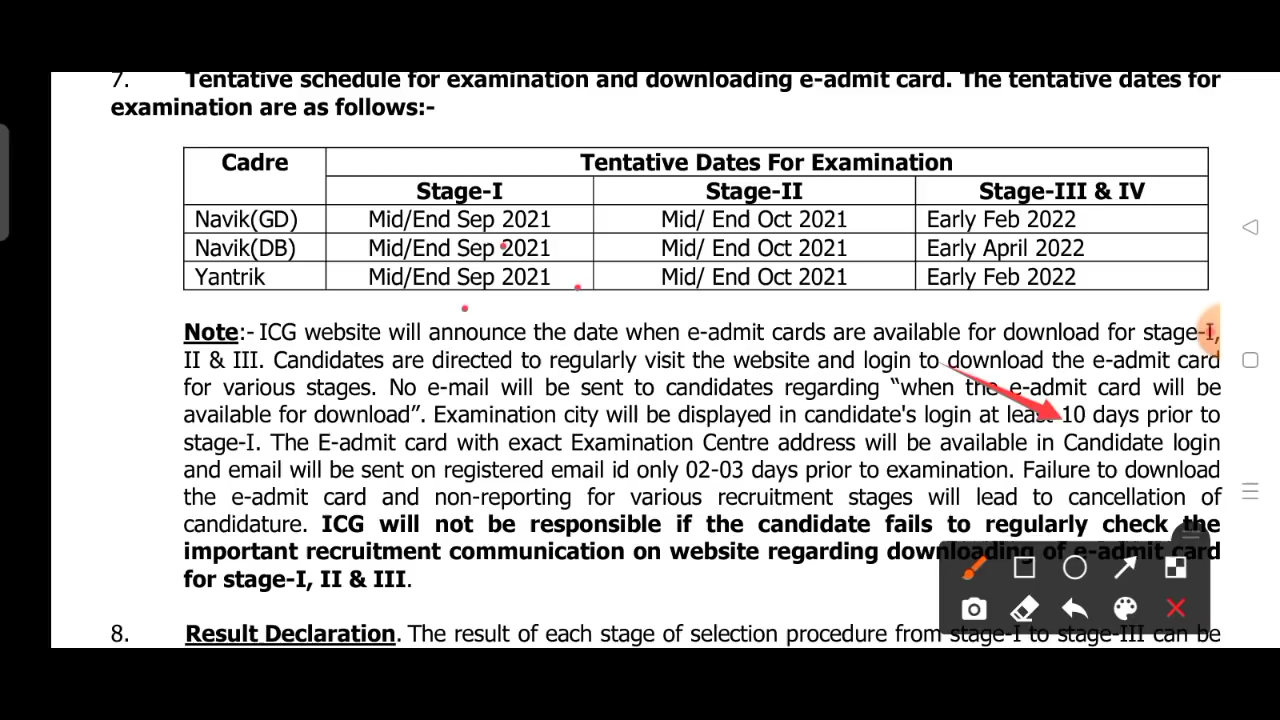 7. Tentative schedule for examination and downloading e-admit card. The tentative dates for
examination are as follows:-
Cadre Tentative Dates For Examination
Stage-I Stage-II Stage-III & IV
Navik(GD) Mid/End Sep 2021 Mid/ End Oct 2021 Early Feb 2022
Navik(DB) Mid/End Sep 2021 Mid/ End Oct 2021 Early April 2022
Yantrik Mid/End Sep 2021 Mid/ End Oct 2021 Early Feb 2022
Note:- ICG website will announce the date when e-admit cards are available for download for stage-I,
II & III. Candidates are directed to regularly visit the website and login to download the e-admit card
for various stages. No e-mail will be sent to candidates regarding “when the e-admit card will be
available for download”. Examination city will be displayed in candidate's login at least 10 days prior to
stage-I. The E-admit card with exact Examination Centre address will be available in Candidate login
and email will be sent on registered email id only 02-03 days prior to examination. Failure to download
the e-admit card and non-reporting for various recruitment stages will lead to cancellation of
candidature. ICG will not be responsible if the candidate fails to regularly check the
important recruitment communication on website regarding downloading of e-admit card
for stage-I, II & III.
8. Result Declaration. The result of each stage of selection procedure from stage-I to stage-III can be